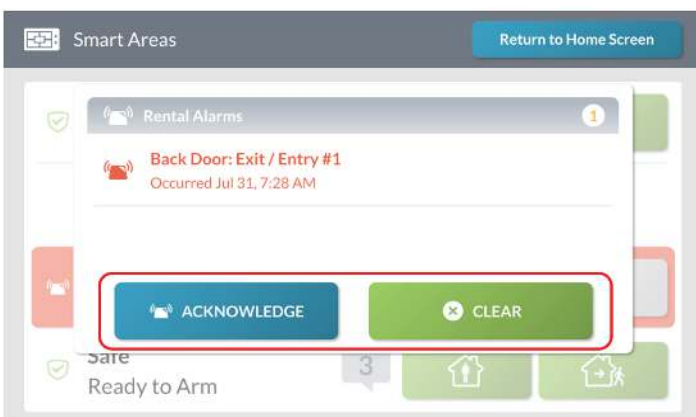 Smart Areas
Return to Home Screen
Rental Alarms
1
Back Door: Exit / Entry #1
Occurred Jul 31, 7:28 AM
ACKNOWLEDGE
CLEAR
Safe
3
Ready to Arm